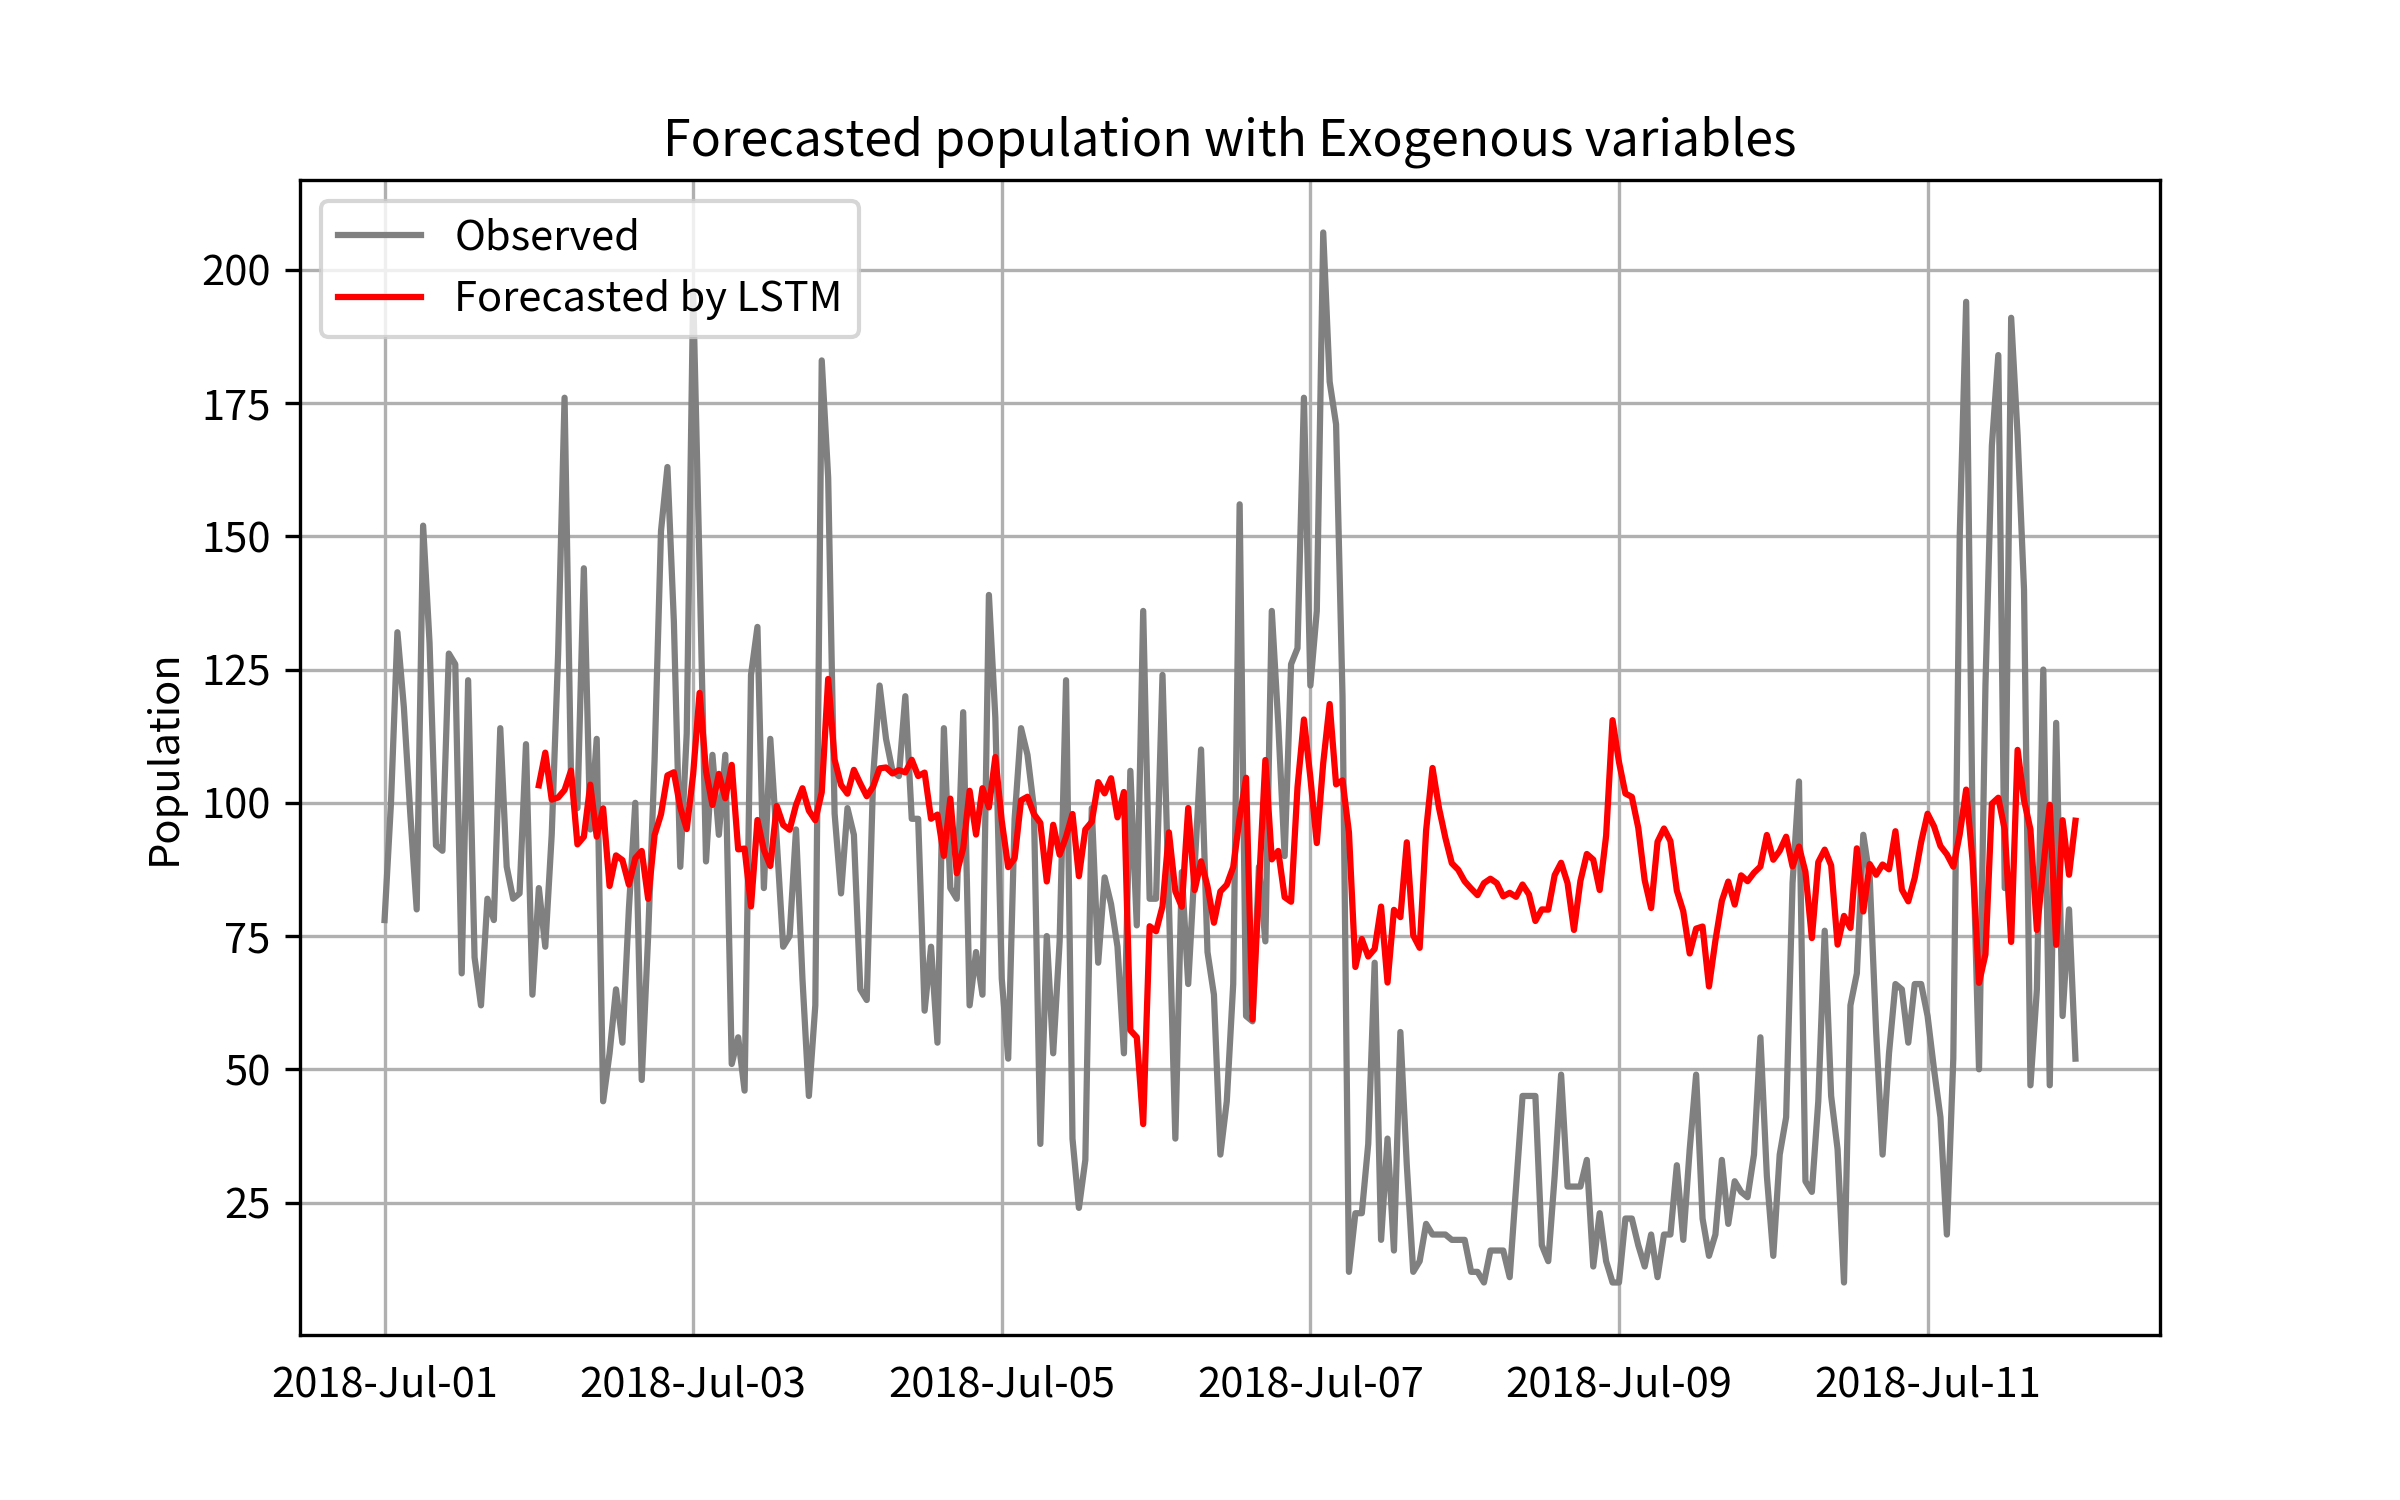 Forecasted population with Exogenous variables
Observed
Forecasted by LSTM
Population
200
175
150
125
100
75
50
25
2018-Jul-01
2018-Jul-03
2018-Jul-05
2018-Jul-07
2018-Jul-09
2018-Jul-11